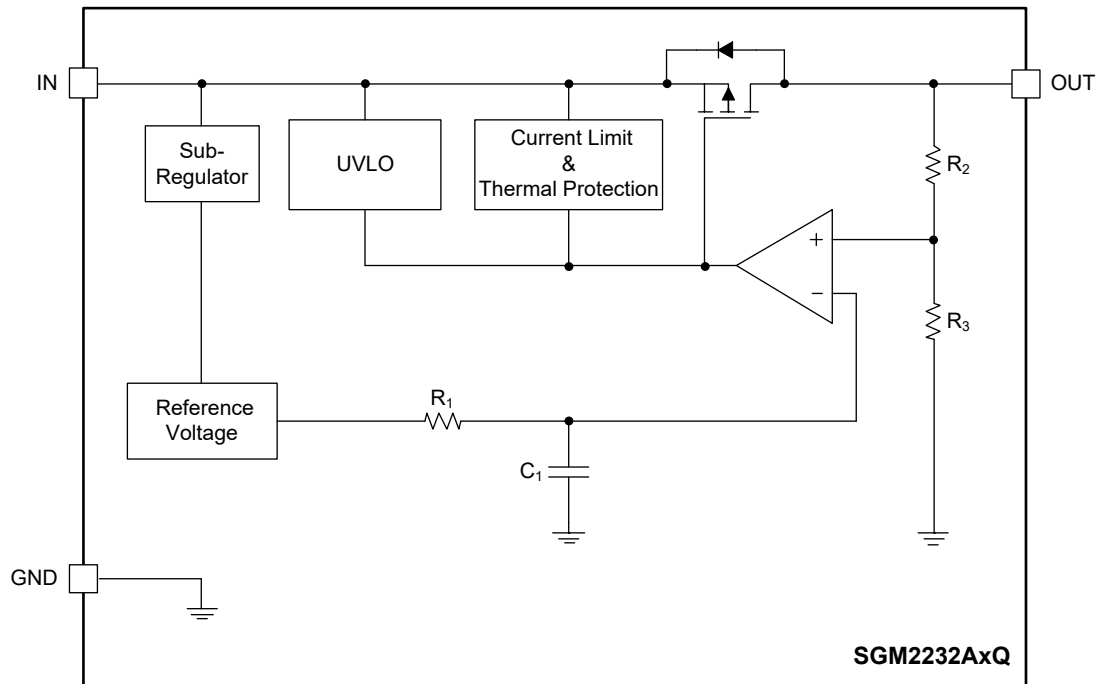 IN
OUT
Sub-
Regulator
UVLO
Current Limit
&
Thermal Protection
R₂
+
−
R₃
Reference
Voltage
R₁
C₁
GND
SGM2232AxQ